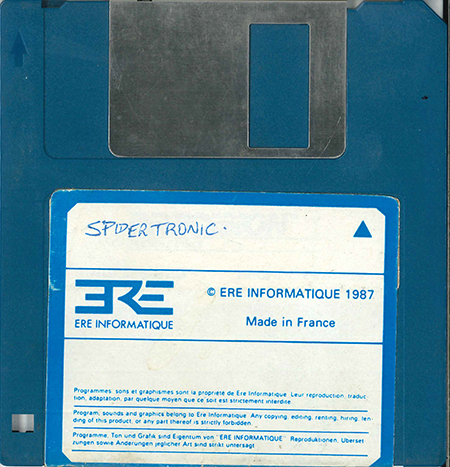 SPIDERTRONIC.
ERE
ERE INFORMATIQUE
© ERE INFORMATIQUE 1987
Made in France
Programmes, sons et graphismes sont la propriété de Ere Informatique. Leur reproduction, traduc-
tion, adaptation, par quelque moyen que ce soit est strictement interdite.
Program, sounds and graphics belong to Ere Informatique. Any copying, editing, renting, hiring, len-
ding of this product, or any part thereof is strictly forbidden.
Programme, Ton und Grafik sind Eigentum von "ERE INFORMATIQUE". Reproduktionen, Überset
zungen sowie Änderungen jeglicher Art sind strikt untersagt.